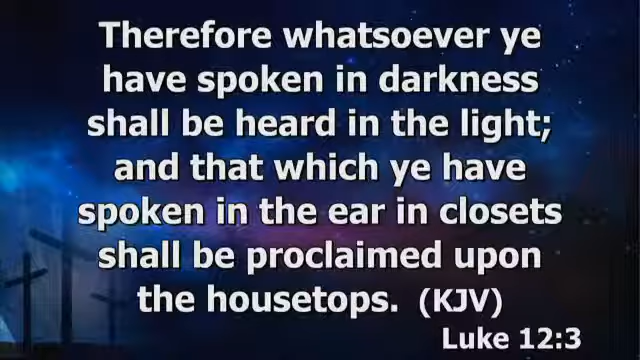 Therefore whatsoever ye
have spoken in darkness
shall be heard in the light;
and that which ye have
spoken in the ear in closets
shall be proclaimed upon
the housetops. (KJV)
Luke 12:3